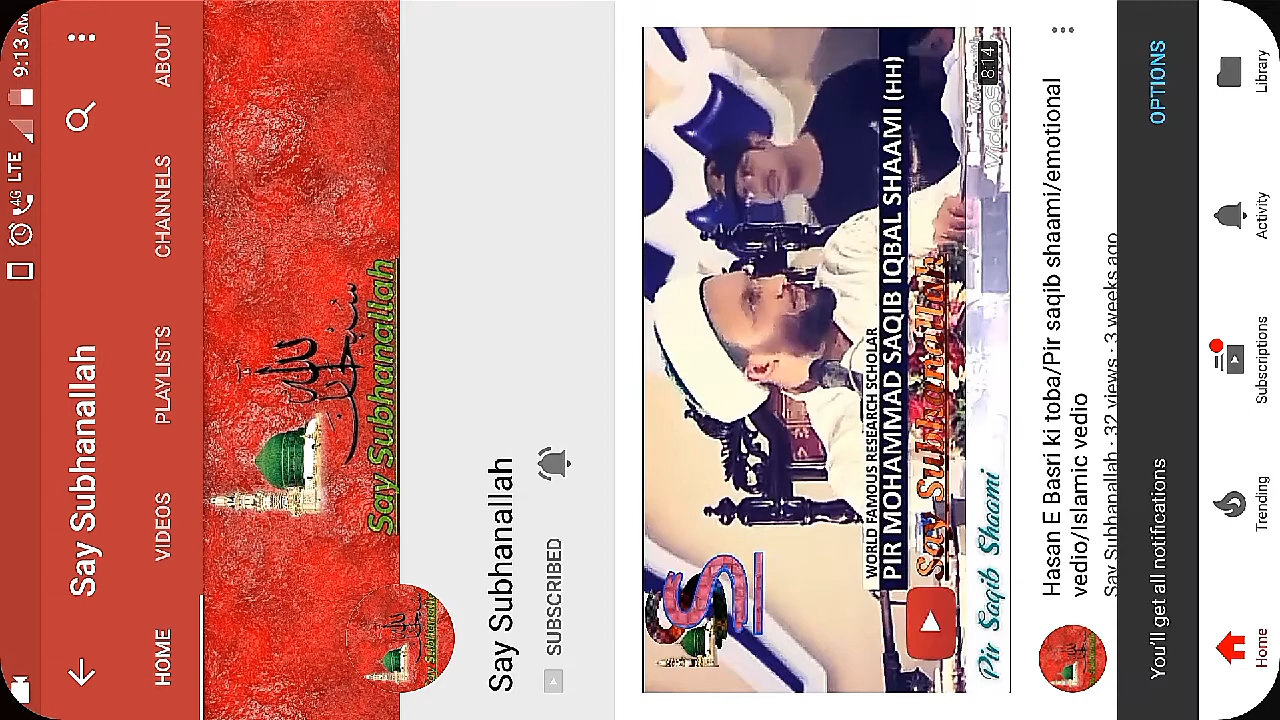 9:13 AM
4G LTE
Say Subhanallah
HOME VIDEOS PLAYLISTS CHANNELS ABOUT
Say Subhanallah
Say Subhanallah
SUBSCRIBED
WORLD FAMOUS RESEARCH SCHOLAR
PIR MOHAMMAD SAQIB IQBAL SHAAMI (HH)
Say Subhanallah
Pir Saqib Shaami
8:14
Hasan E Basri ki toba/Pir saqib shaami/emotional
vedio/Islamic vedio
Say Subhanallah · 32 views · 3 weeks ago
You'll get all notifications OPTIONS
Home Trending Subscriptions Activity Library